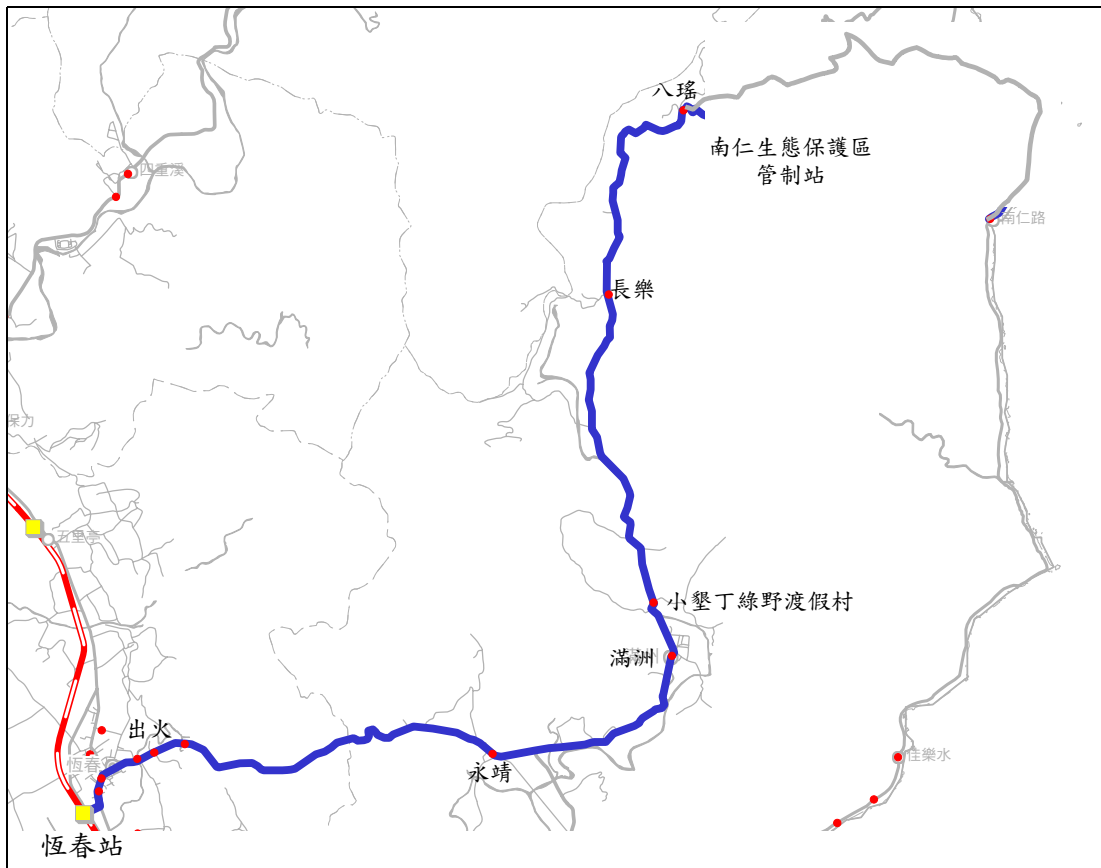 八瑤
南仁生態保護區
管制站
四重溪
南仁路
長樂
保力
五里亭
小墾丁綠野渡假村
滿洲
出火
永靖
佳樂水
恆春站